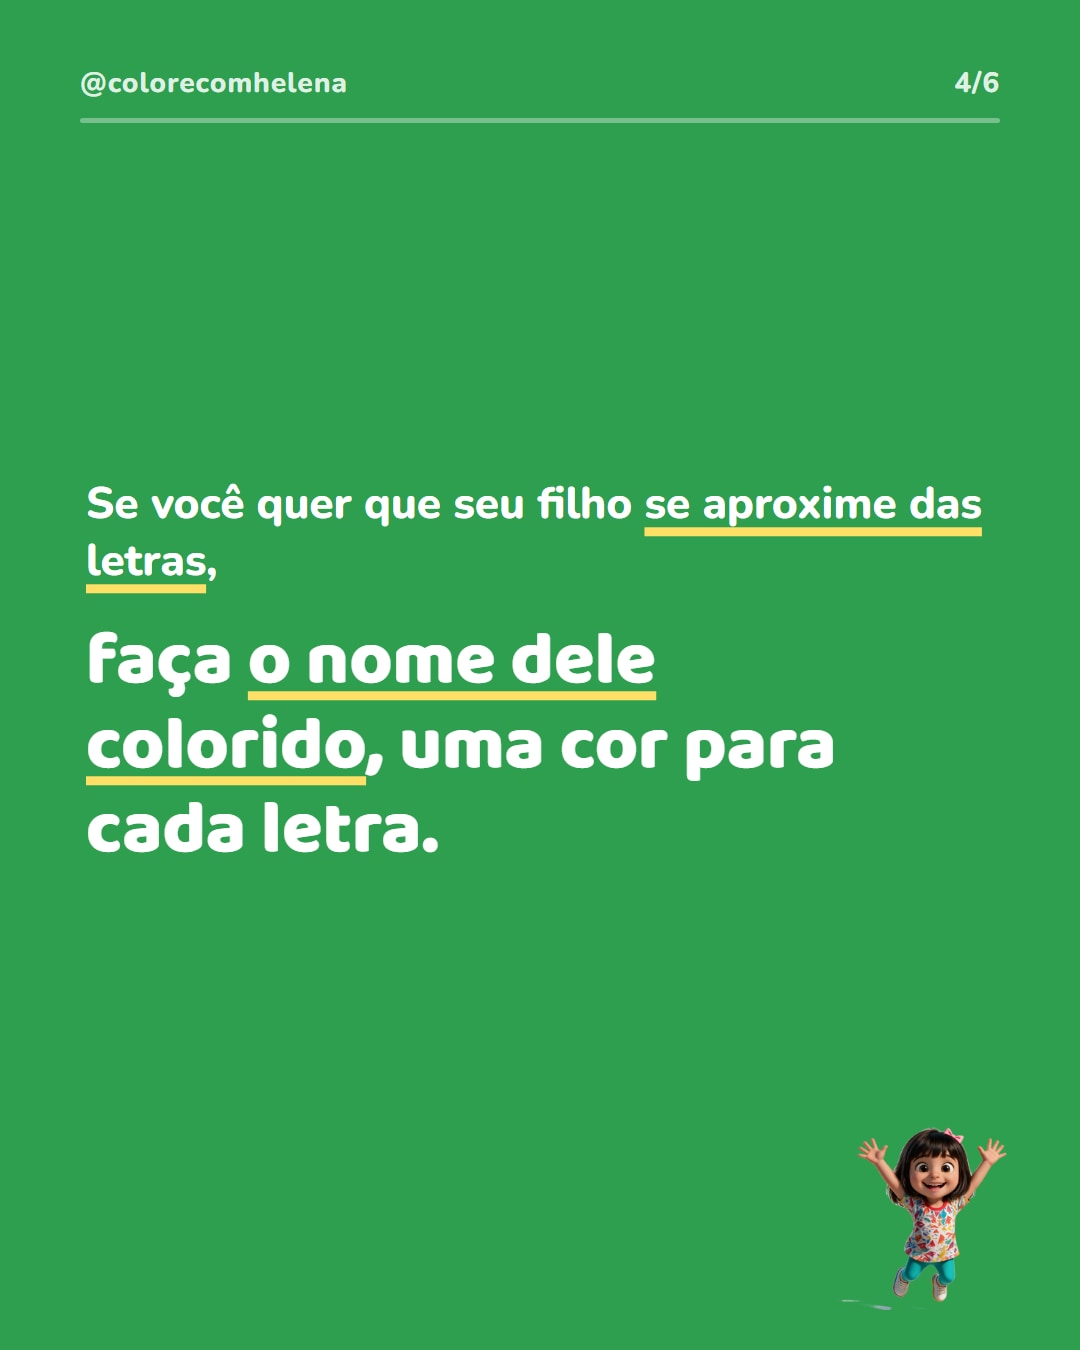 @colorecomhelena
4/6
Se você quer que seu filho se aproxime das
letras,
faça o nome dele
colorido, uma cor para
cada letra.